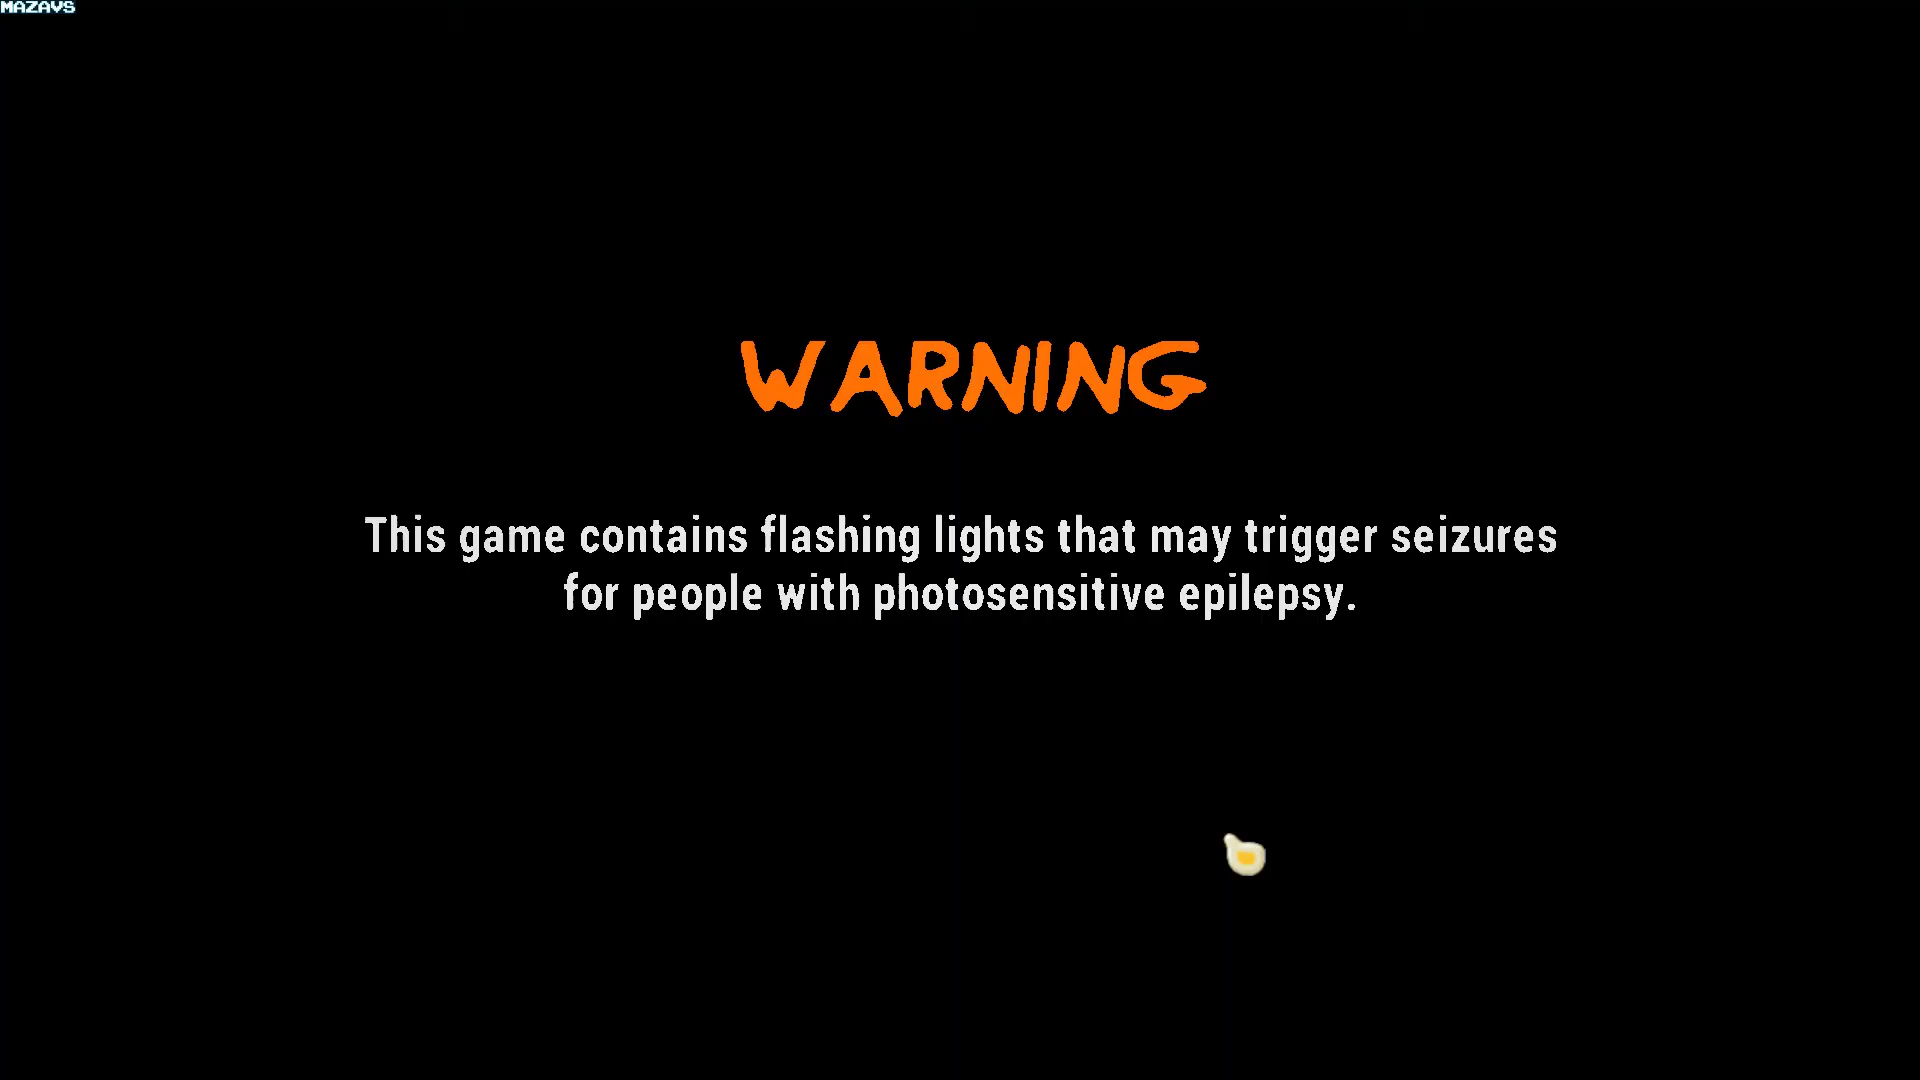 MAZAVS
WARNING
This game contains flashing lights that may trigger seizures
for people with photosensitive epilepsy.